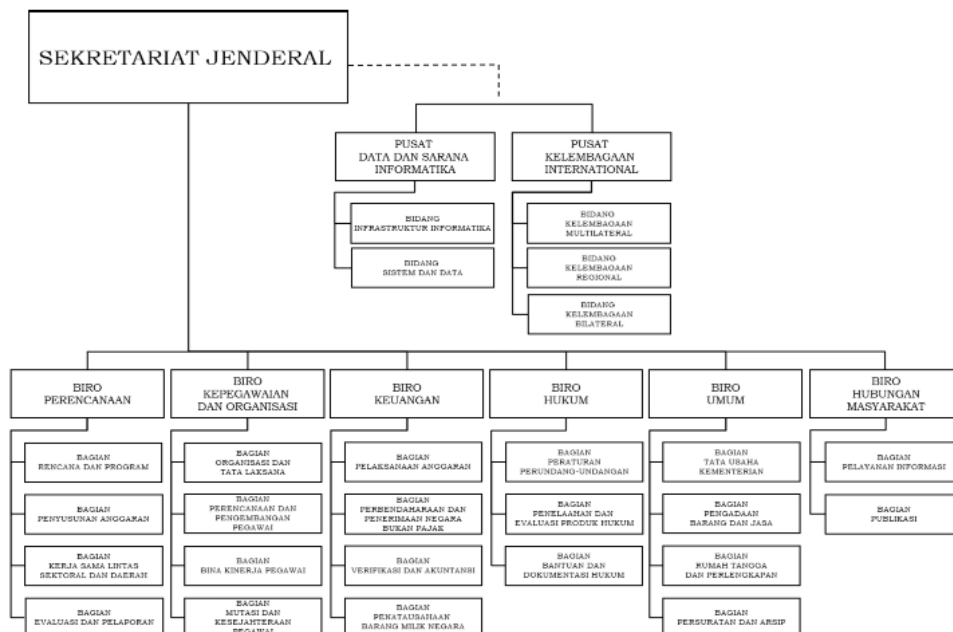 SEKRETARIAT JENDERAL
PUSAT
DATA DAN SARANA
INFORMATIKA
PUSAT
KELEMBAGAAN
INTERNATIONAL
BIDANG
INFRASTRUKTUR INFORMATIKA
BIDANG
SISTEM DAN DATA
BIDANG
KELEMBAGAAN
MULTILATERAL
BIDANG
KELEMBAGAAN
REGIONAL
BIDANG
KELEMBAGAAN
BILATERAL
BIRO
PERENCANAAN
BIRO
KEPEGAWAIAN
DAN ORGANISASI
BIRO
KEUANGAN
BIRO
HUKUM
BIRO
UMUM
BIRO
HUBUNGAN
MASYARAKAT
BAGIAN
RENCANA DAN PROGRAM
BAGIAN
PENYUSUNAN ANGGARAN
BAGIAN
KERJA SAMA LINTAS
SEKTORAL DAN DAERAH
BAGIAN
EVALUASI DAN PELAPORAN
BAGIAN
ORGANISASI DAN
TATA LAKSANA
BAGIAN
PERENCANAAN DAN
PENGEMBANGAN
PEGAWAI
BAGIAN
BINA KINERJA PEGAWAI
BAGIAN
MUTASI DAN
KESEJAHTERAAN
PEGAWAI
BAGIAN
PELAKSANAAN ANGGARAN
BAGIAN
PERBENDAHARAAN DAN
PENERIMAAN NEGARA
BUKAN PAJAK
BAGIAN
VERIFIKASI DAN AKUNTANSI
BAGIAN
PENATAUSAHAAN
BARANG MILIK NEGARA
BAGIAN
PERATURAN
PERUNDANG-UNDANGAN
BAGIAN
PENELAAHAN DAN
EVALUASI PRODUK HUKUM
BAGIAN
BANTUAN DAN
DOKUMENTASI HUKUM
BAGIAN
TATA USAHA
KEMENTERIAN
BAGIAN
PENGADAAN
BARANG DAN JASA
BAGIAN
RUMAH TANGGA
DAN PERLENGKAPAN
BAGIAN
PERSURATAN DAN ARSIP
BAGIAN
PELAYANAN INFORMASI
BAGIAN
PUBLIKASI